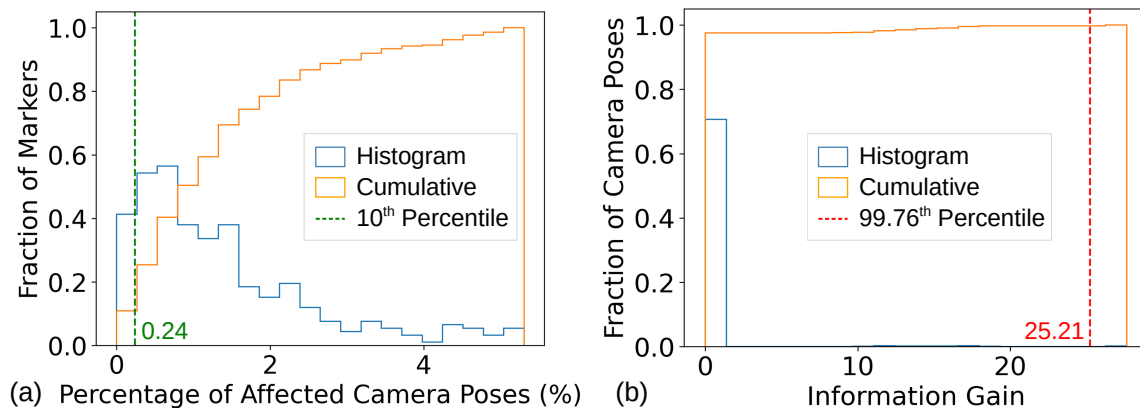 Fraction of Markers
1.0
0.8
0.6
0.4
0.2
0.0
Histogram
Cumulative
10th Percentile
0.24
0
2
4
(a) Percentage of Affected Camera Poses (%)
Fraction of Camera Poses
1.0
0.8
0.6
0.4
0.2
0.0
Histogram
Cumulative
99.76th Percentile
25.21
0
10
20
(b) Information Gain